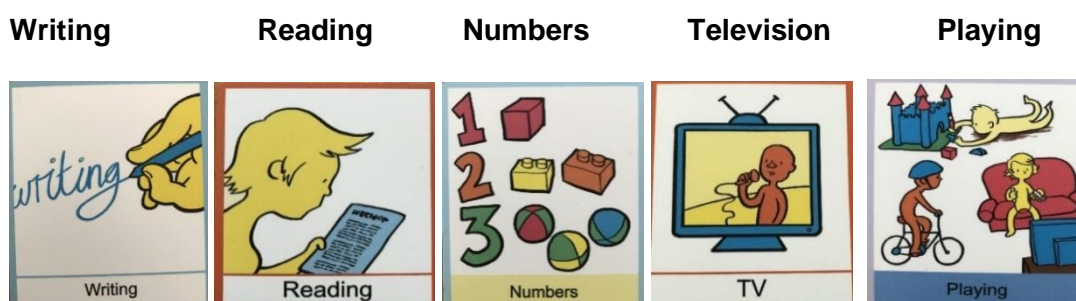 Writing Reading Numbers Television Playing
writing
1
2
3
Writing Reading Numbers TV Playing